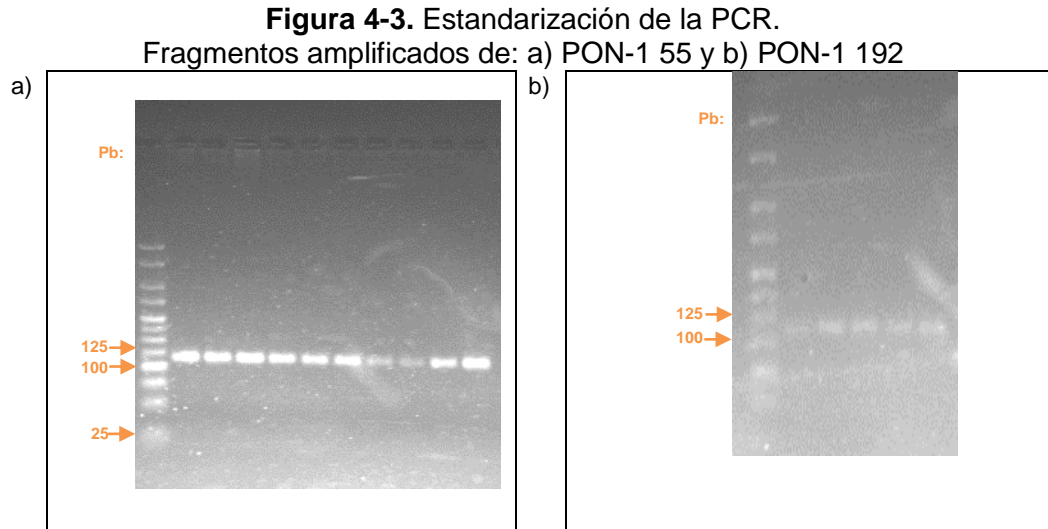 Figura 4-3. Estandarización de la PCR.
Fragmentos amplificados de: a) PON-1 55 y b) PON-1 192
a)
Pb:
125
100
25
b)
Pb:
125
100